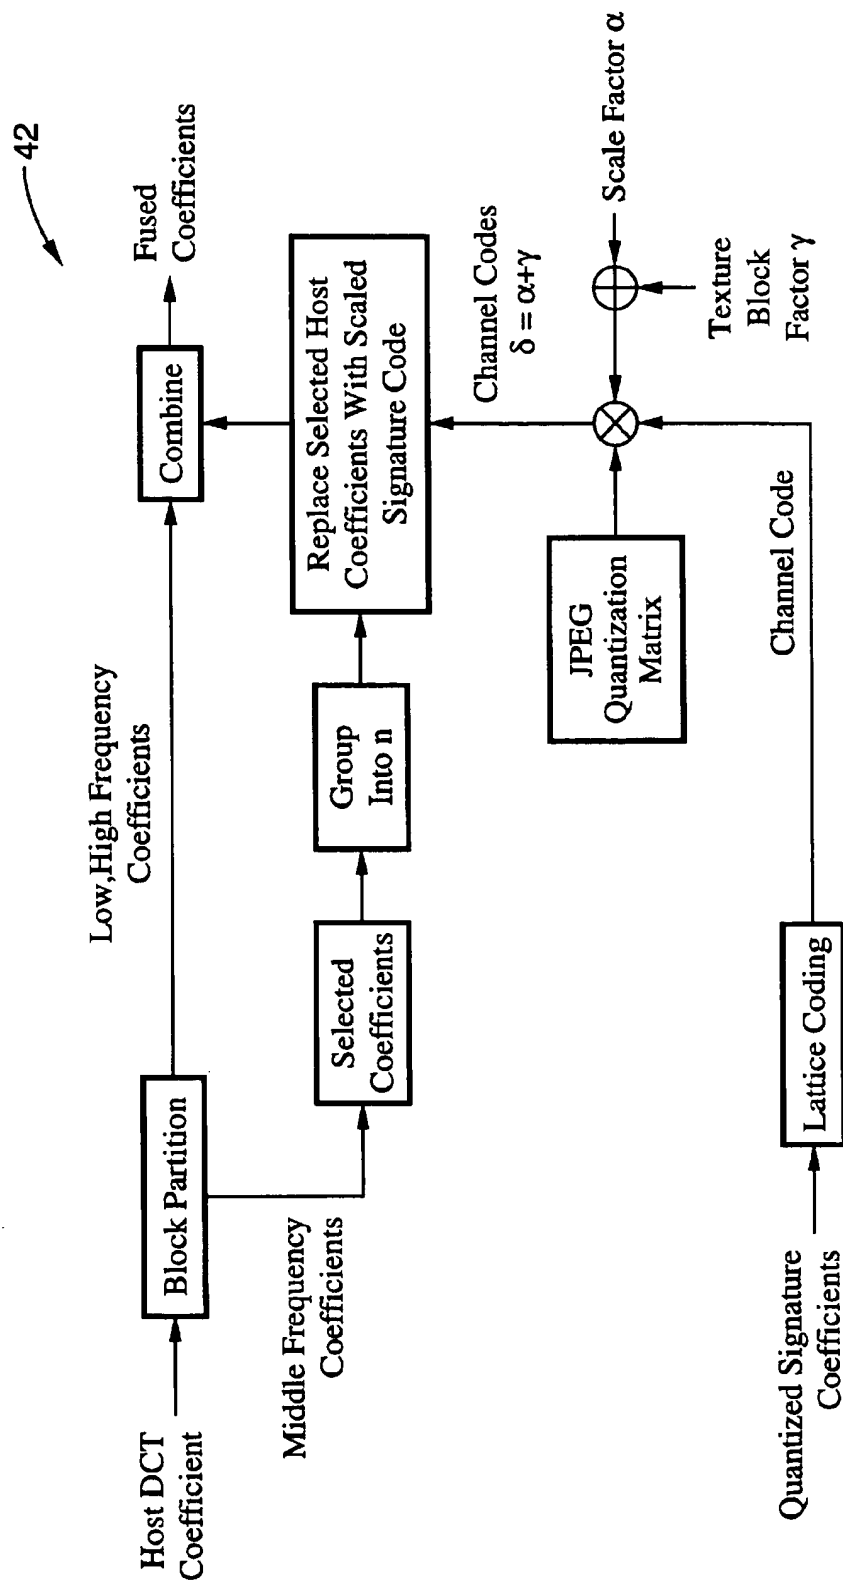 42
Host DCT
Coefficient
Block Partition
Low,High Frequency
Coefficients
Combine
Fused
Coefficients
Middle Frequency
Coefficients
Selected
Coefficients
Group
Into n
Replace Selected Host
Coefficients With Scaled
Signature Code
Channel Codes
δ = α+γ
JPEG
Quantization
Matrix
Scale Factor α
Texture
Block
Factor γ
Quantized Signature
Coefficients
Lattice Coding
Channel Code